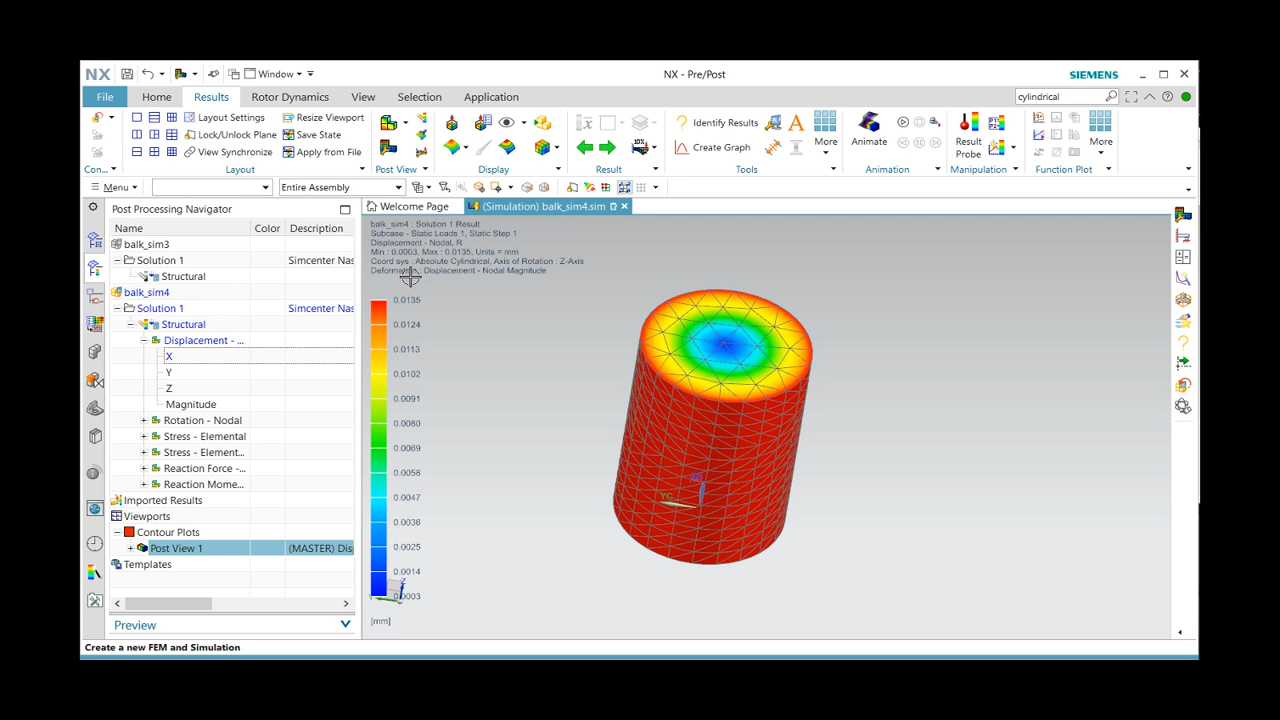 NX Window NX - Pre/Post SIEMENS
File Home Results Rotor Dynamics View Selection Application cylindrical
Layout Settings Resize Viewport Identify Results
Lock/Unlock Plane Save State More Animate Result Probe More
View Synchronize Apply from File Create Graph
Con... Layout Post View Display Result Tools Animation Manipulation Function Plot
Menu Entire Assembly
Post Processing Navigator Welcome Page (Simulation) balk_sim4.sim
Name Color Description
balk_sim3
Solution 1 Simcenter Nas
Structural
balk_sim4
Solution 1 Simcenter Nas
Structural
Displacement - ...
X
Y
Z
Magnitude
Rotation - Nodal
Stress - Elemental
Stress - Element...
Reaction Force -...
Reaction Mome...
Imported Results
Viewports
Contour Plots
Post View 1 (MASTER) Disp
Templates
Preview
balk_sim4 : Solution 1 Result
Subcase - Static Loads 1, Static Step 1
Displacement - Nodal, R
Min : 0.0003, Max : 0.0135, Units = mm
Coord sys : Absolute Cylindrical, Axis of Rotation : Z-Axis
Deformation : Displacement - Nodal Magnitude
0.0135
0.0124
0.0113
0.0102
0.0091
0.0080
0.0069
0.0058
0.0047
0.0036
0.0025
0.0014
0.0003
[mm]
YC
Create a new FEM and Simulation